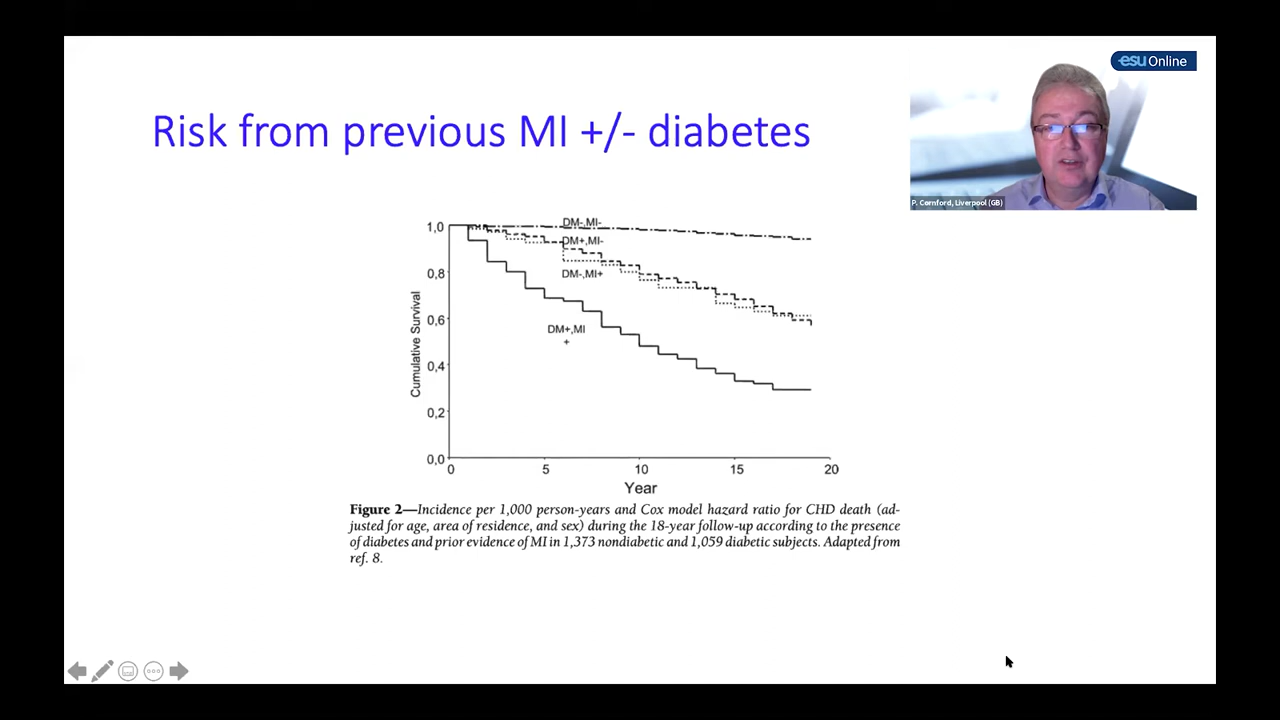 esu Online
Risk from previous MI +/- diabetes
P. Cornford, Liverpool (GB)
DM-,MI-
DM+,MI-
DM-,MI+
DM+,MI
+
Cumulative Survival
1,0
0,8
0,6
0,4
0,2
0,0
0 5 10 15 20
Year
Figure 2—Incidence per 1,000 person-years and Cox model hazard ratio for CHD death (ad-
justed for age, area of residence, and sex) during the 18-year follow-up according to the presence
of diabetes and prior evidence of MI in 1,373 nondiabetic and 1,059 diabetic subjects. Adapted from
ref. 8.